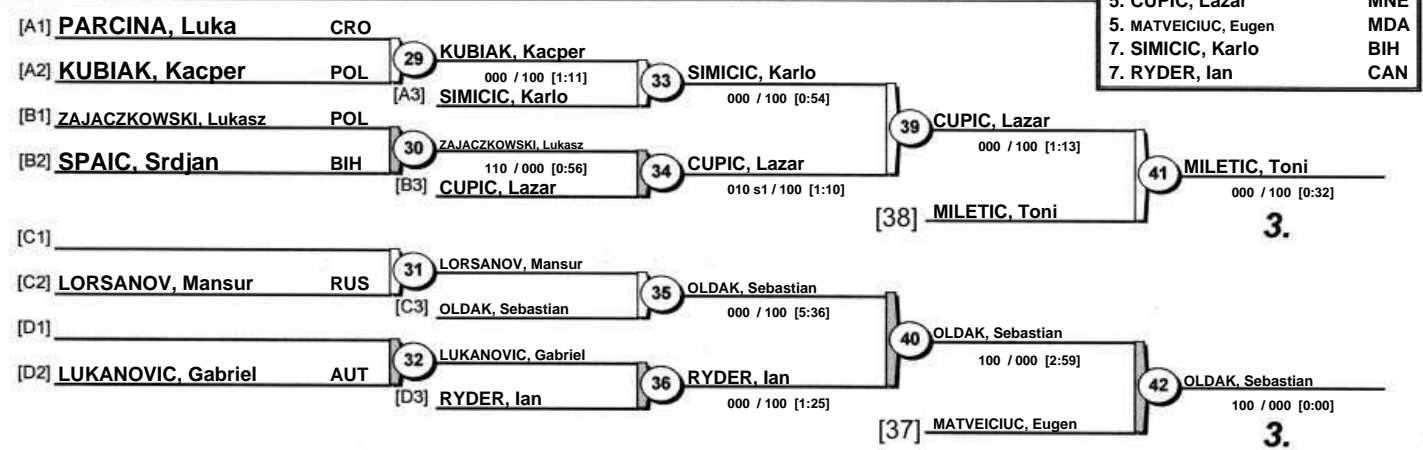 5. CUPIC, Lazar MNE
5. MATVEICIUC, Eugen MDA
7. SIMICIC, Karlo BIH
7. RYDER, Ian CAN
[A1] PARCINA, Luka CRO
29 KUBIAK, Kacper
000 / 100 [1:11]
[A2] KUBIAK, Kacper POL
[A3] SIMICIC, Karlo
33 SIMICIC, Karlo
000 / 100 [0:54]
[B1] ZAJACZKOWSKI, Lukasz POL
30 ZAJACZKOWSKI, Lukasz
110 / 000 [0:56]
[B2] SPAIC, Srdjan BIH
[B3] CUPIC, Lazar
34 CUPIC, Lazar
010 s1 / 100 [1:10]
39 CUPIC, Lazar
000 / 100 [1:13]
[38] MILETIC, Toni
41 MILETIC, Toni
000 / 100 [0:32]
3.
[C1]
31 LORSANOV, Mansur
[C2] LORSANOV, Mansur RUS
[C3] OLDAK, Sebastian
35 OLDAK, Sebastian
000 / 100 [5:36]
[D1]
32 LUKANOVIC, Gabriel
[D2] LUKANOVIC, Gabriel AUT
[D3] RYDER, Ian
36 RYDER, Ian
000 / 100 [1:25]
40 OLDAK, Sebastian
100 / 000 [2:59]
[37] MATVEICIUC, Eugen
42 OLDAK, Sebastian
100 / 000 [0:00]
3.